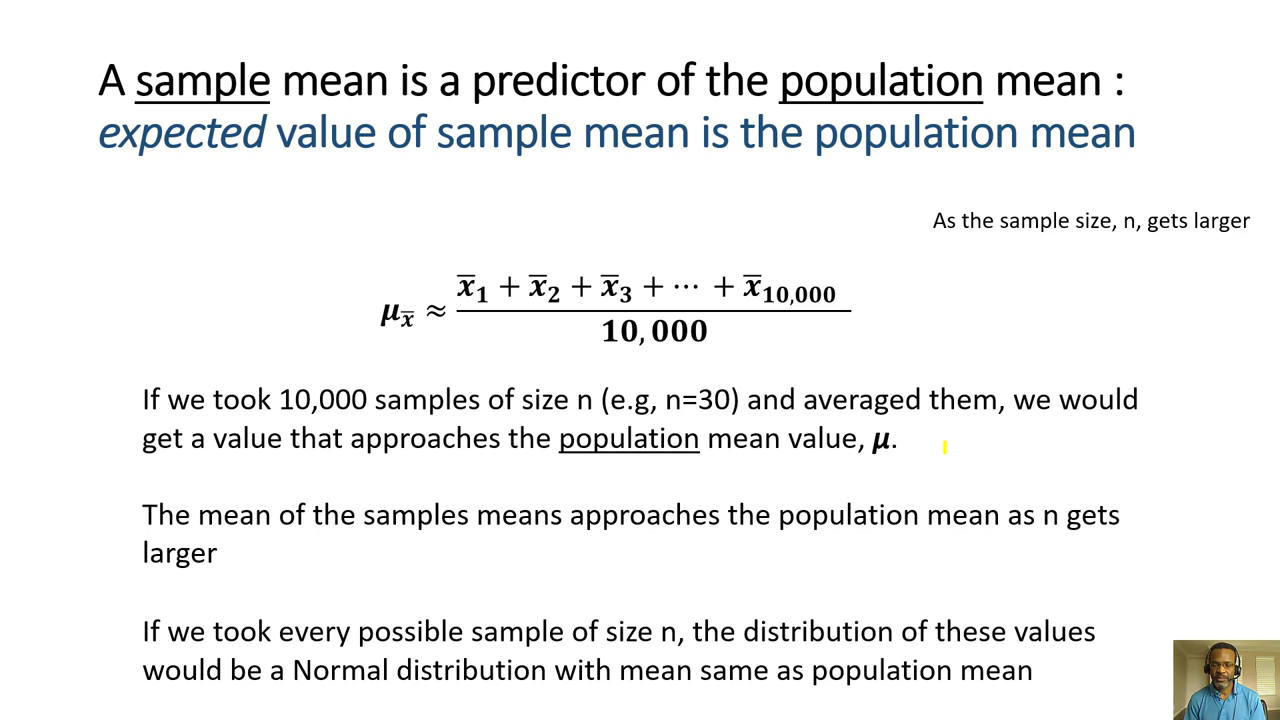 A sample mean is a predictor of the population mean :
expected value of sample mean is the population mean
As the sample size, n, gets larger
μx̅ ≈ (x̅1 + x̅2 + x̅3 + ⋯ + x̅10,000) / 10,000
If we took 10,000 samples of size n (e.g, n=30) and averaged them, we would
get a value that approaches the population mean value, μ.
The mean of the samples means approaches the population mean as n gets
larger
If we took every possible sample of size n, the distribution of these values
would be a Normal distribution with mean same as population mean